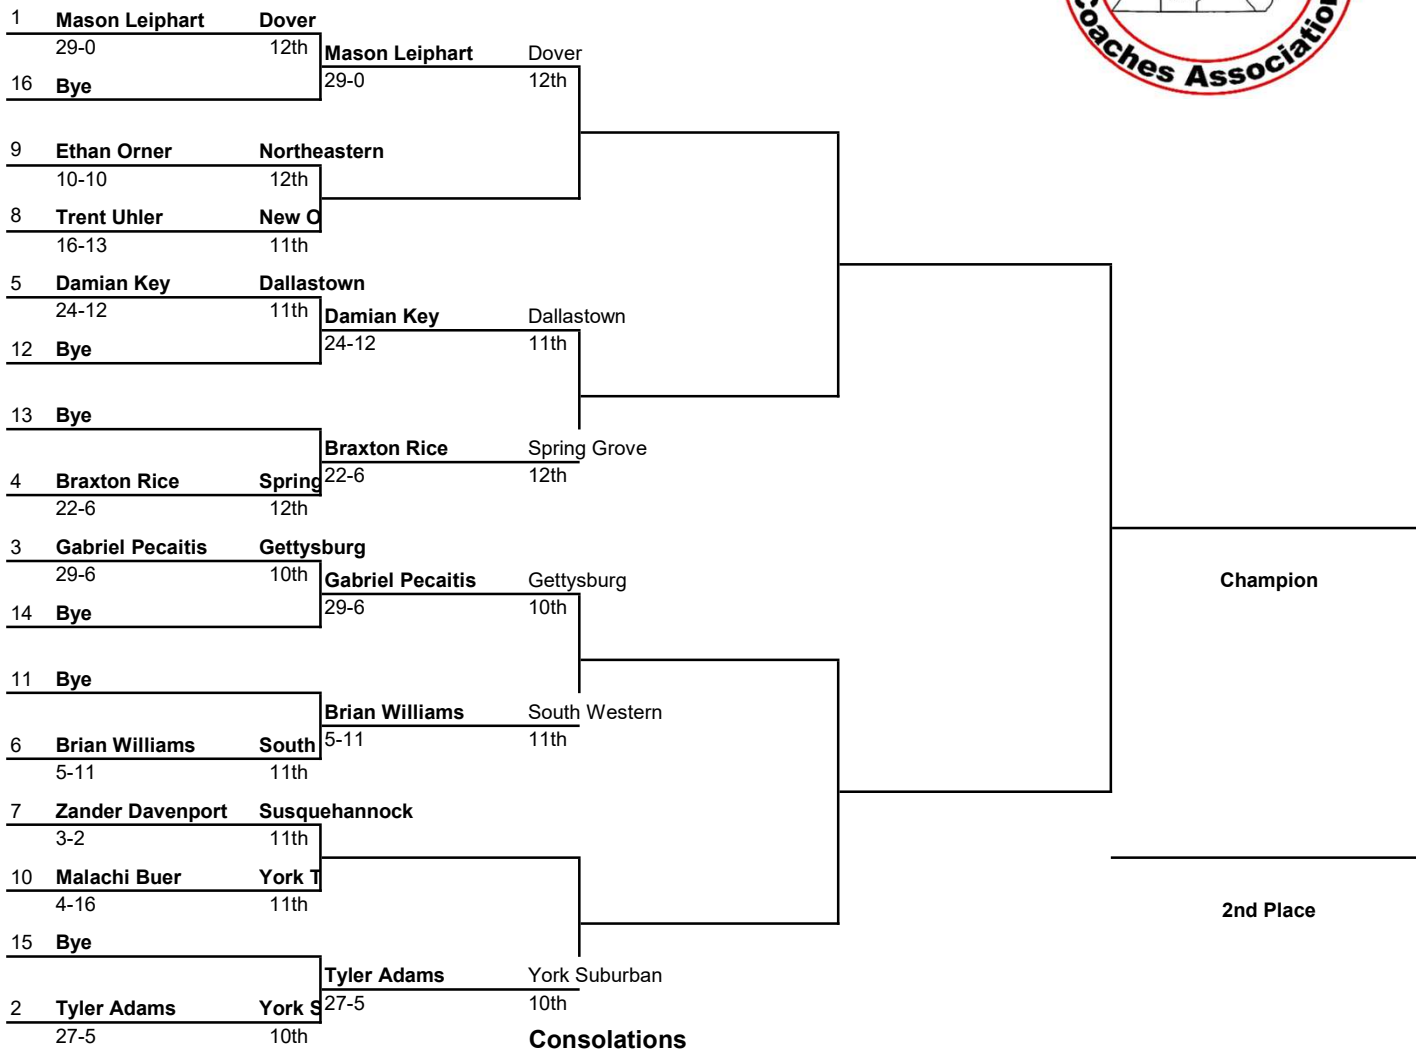 Coaches Association
1 Mason Leiphart Dover
29-0 12th
Mason Leiphart Dover
29-0 12th
16 Bye
9 Ethan Orner Northeastern
10-10 12th
8 Trent Uhler New O
16-13 11th
5 Damian Key Dallastown
24-12 11th
Damian Key Dallastown
24-12 11th
12 Bye
13 Bye
Braxton Rice Spring Grove
22-6 12th
4 Braxton Rice Spring
22-6 12th
3 Gabriel Pecaitis Gettysburg
29-6 10th
Gabriel Pecaitis Gettysburg
29-6 10th
14 Bye
11 Bye
Brian Williams South Western
5-11 11th
6 Brian Williams South
5-11 11th
7 Zander Davenport Susquehannock
3-2 11th
10 Malachi Buer York T
4-16 11th
15 Bye
Tyler Adams York Suburban
27-5 10th
2 Tyler Adams York S
27-5 10th
Champion
2nd Place
Consolations